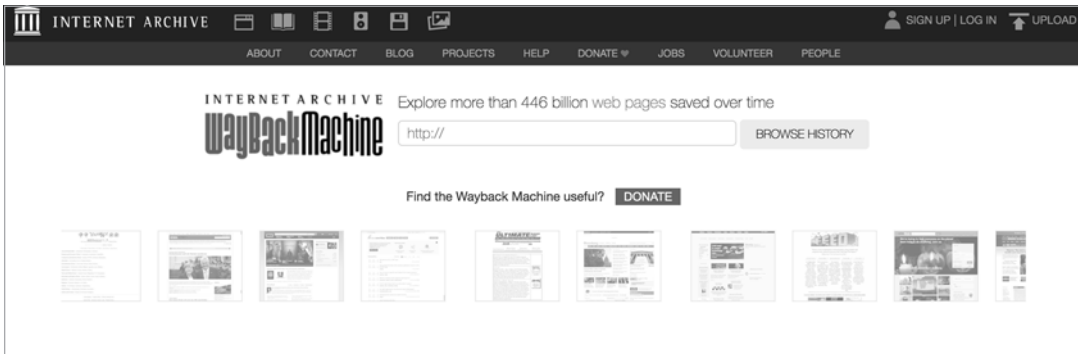 INTERNET ARCHIVE
SIGN UP | LOG IN UPLOAD
ABOUT CONTACT BLOG PROJECTS HELP DONATE JOBS VOLUNTEER PEOPLE
INTERNET ARCHIVE
WayBackMachine
Explore more than 446 billion web pages saved over time
http://
BROWSE HISTORY
Find the Wayback Machine useful? DONATE